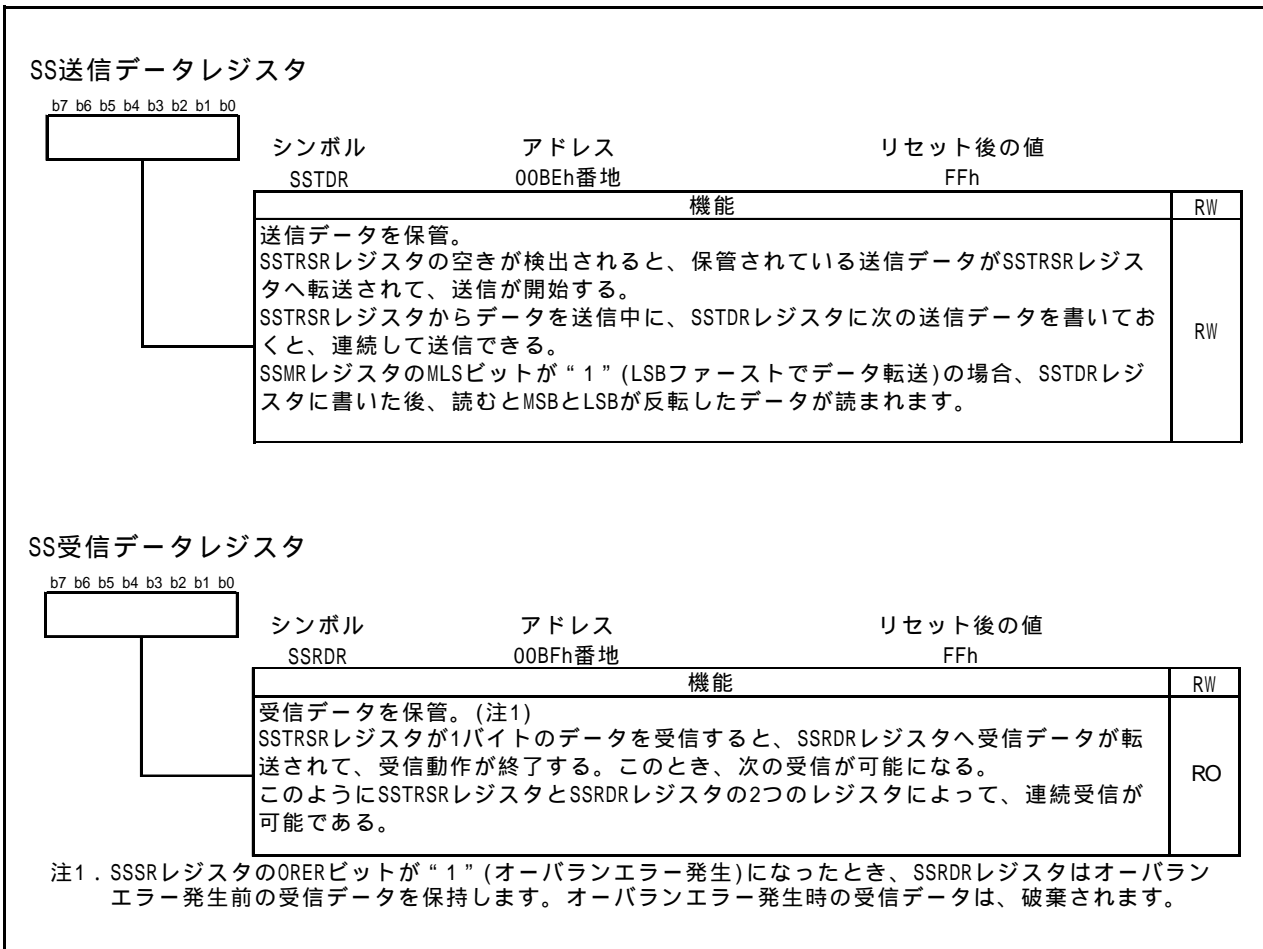 SS送信データレジスタ
b7 b6 b5 b4 b3 b2 b1 b0
シンボル アドレス リセット後の値
SSTDR 00BEh番地 FFh
機能 RW
送信データを保管。
SSTRSRレジスタの空きが検出されると、保管されている送信データがSSTRSRレジス
タへ転送されて、送信が開始する。
SSTRSRレジスタからデータを送信中に、SSTDRレジスタに次の送信データを書いてお
くと、連続して送信できる。
RW
SSMRレジスタのMLSビットが“1”(LSBファーストでデータ転送)の場合、SSTDRレジ
スタに書いた後、読むとMSBとLSBが反転したデータが読まれます。
SS受信データレジスタ
b7 b6 b5 b4 b3 b2 b1 b0
シンボル アドレス リセット後の値
SSRDR 00BFh番地 FFh
機能 RW
受信データを保管。(注1)
SSTRSRレジスタが1バイトのデータを受信すると、SSRDRレジスタへ受信データが転
送されて、受信動作が終了する。このとき、次の受信が可能になる。
RO
このようにSSTRSRレジスタとSSRDRレジスタの2つのレジスタによって、連続受信が
可能である。
注1．SSSRレジスタのORERビットが“1”(オーバランエラー発生)になったとき、SSRDRレジスタはオーバラン
エラー発生前の受信データを保持します。オーバランエラー発生時の受信データは、破棄されます。